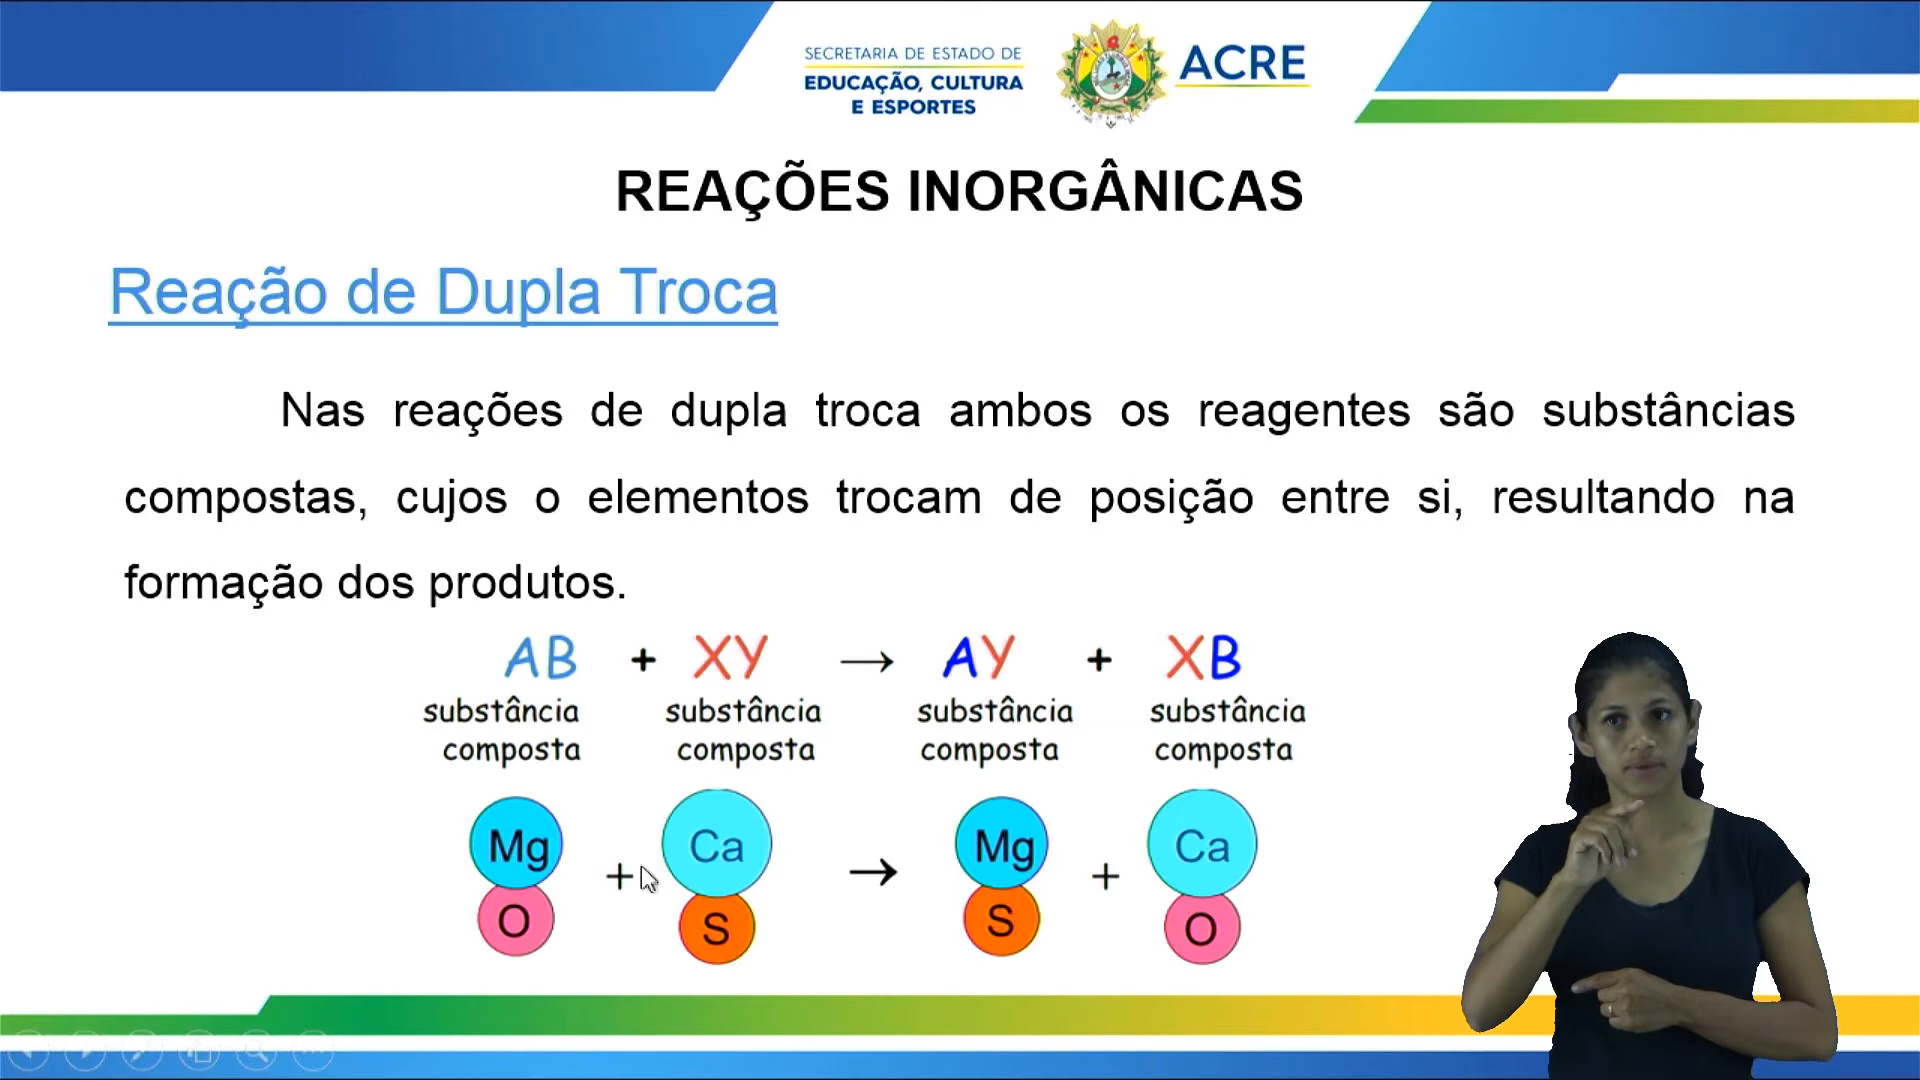 SECRETARIA DE ESTADO DE
EDUCAÇÃO, CULTURA
E ESPORTES
ACRE
REAÇÕES INORGÂNICAS
Reação de Dupla Troca
Nas reações de dupla troca ambos os reagentes são substâncias
compostas, cujos o elementos trocam de posição entre si, resultando na
formação dos produtos.
AB + XY → AY + XB
substância substância substância substância
composta composta composta composta
Mg + Ca → Mg + Ca
O S S O